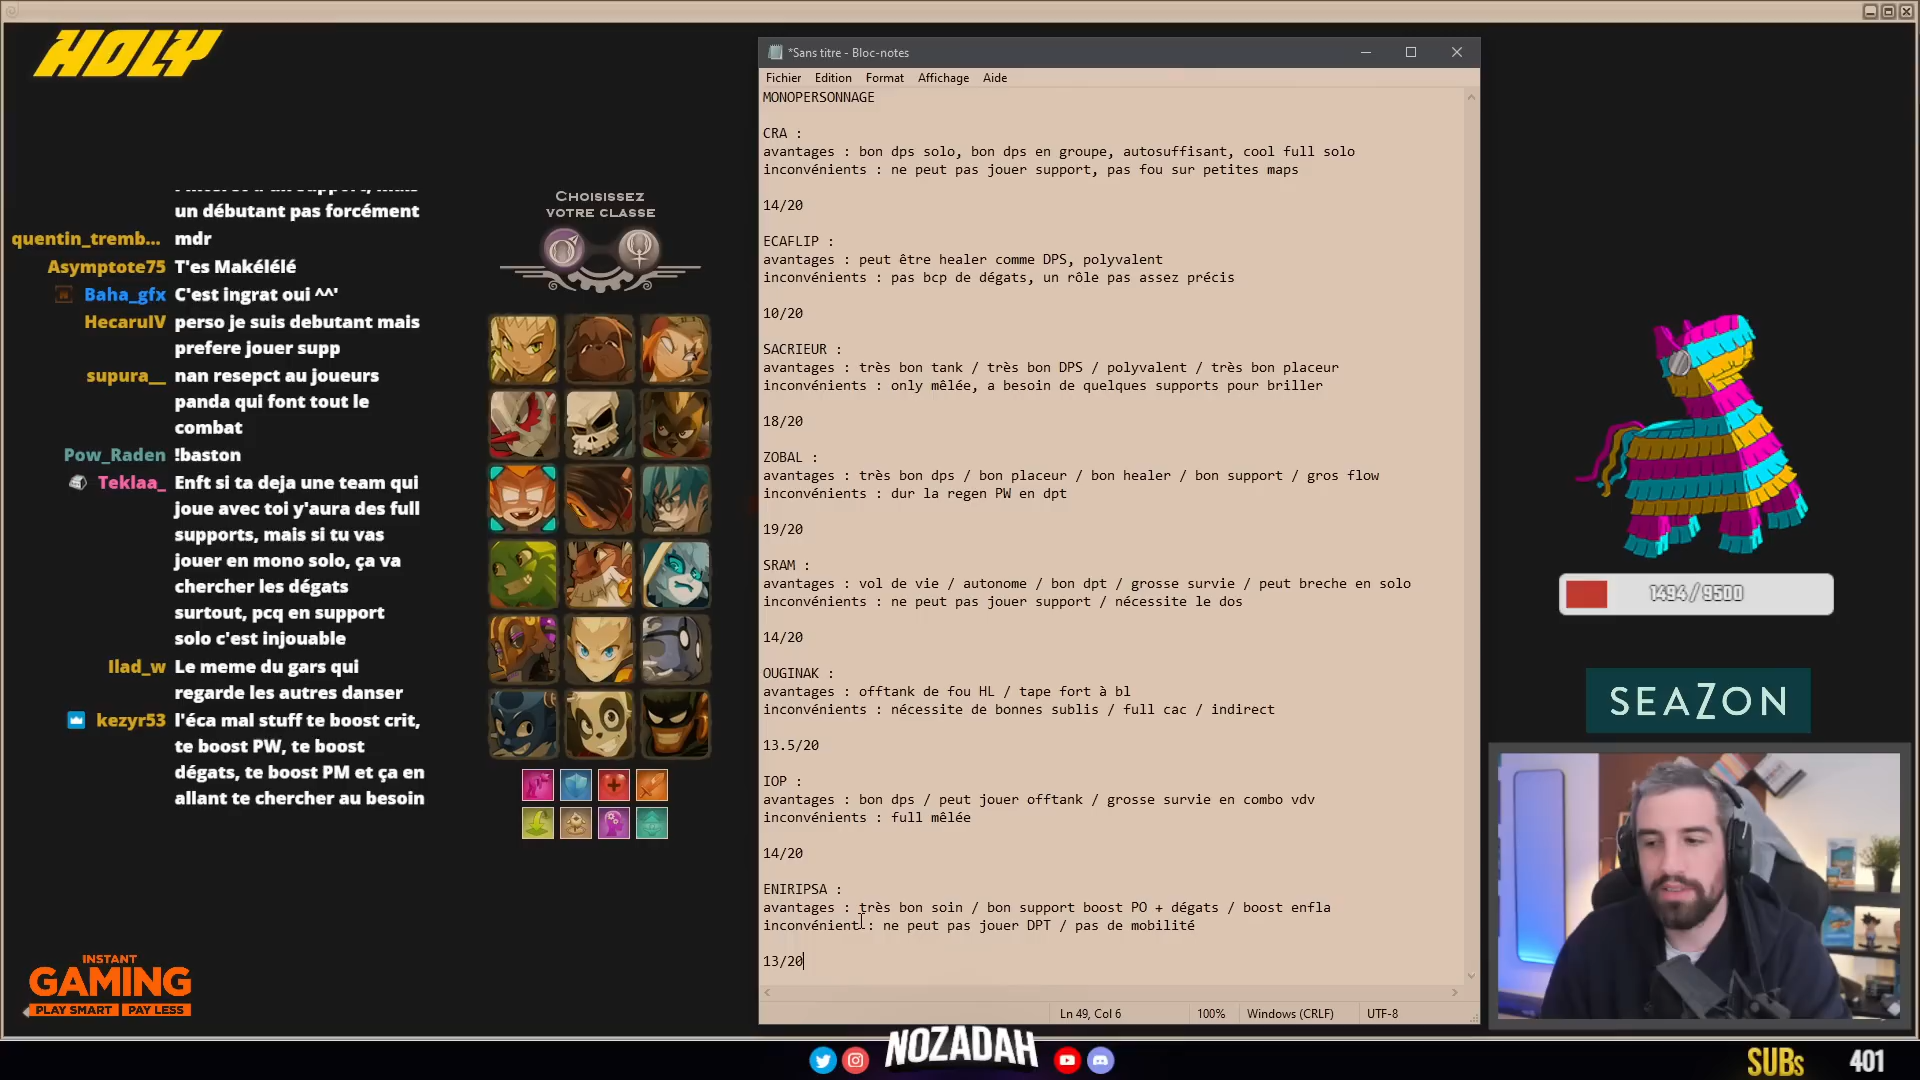 HOLY
un débutant pas forcément
quentin_tremb... mdr
Asymptote75 T'es Makélélé
Baha_gfx C'est ingrat oui ^^'
HecaruIV perso je suis debutant mais
prefere jouer supp
supura__ nan resepct au joueurs
panda qui font tout le
combat
Pow_Raden !baston
Teklaa_ Enft si ta deja une team qui
joue avec toi y'aura des full
supports, mais si tu vas
jouer en mono solo, ça va
chercher les dégats
surtout, pcq en support
solo c'est injouable
Ilad_w Le meme du gars qui
regarde les autres danser
kezyr53 l'éca mal stuff te boost crit,
te boost PW, te boost
dégats, te boost PM et ça en
allant te chercher au besoin
INSTANT
GAMING
PLAY SMART PAY LESS
CHOISISSEZ
VOTRE CLASSE
*Sans titre - Bloc-notes
Fichier Edition Format Affichage Aide
MONOPERSONNAGE
CRA :
avantages : bon dps solo, bon dps en groupe, autosuffisant, cool full solo
inconvénients : ne peut pas jouer support, pas fou sur petites maps
14/20
ECAFLIP :
avantages : peut être healer comme DPS, polyvalent
inconvénients : pas bcp de dégats, un rôle pas assez précis
10/20
SACRIEUR :
avantages : très bon tank / très bon DPS / polyvalent / très bon placeur
inconvénients : only mêlée, a besoin de quelques supports pour briller
18/20
ZOBAL :
avantages : très bon dps / bon placeur / bon healer / bon support / gros flow
inconvénients : dur la regen PW en dpt
19/20
SRAM :
avantages : vol de vie / autonome / bon dpt / grosse survie / peut breche en solo
inconvénients : ne peut pas jouer support / nécessite le dos
14/20
OUGINAK :
avantages : offtank de fou HL / tape fort à bl
inconvénients : nécessite de bonnes sublis / full cac / indirect
13.5/20
IOP :
avantages : bon dps / peut jouer offtank / grosse survie en combo vdv
inconvénients : full mêlée
14/20
ENIRIPSA :
avantages : très bon soin / bon support boost PO + dégats / boost enfla
inconvénient : ne peut pas jouer DPT / pas de mobilité
13/20
Ln 49, Col 6 100% Windows (CRLF) UTF-8
1494 / 9500
SEAZON
NOZADAH
SUBs 401